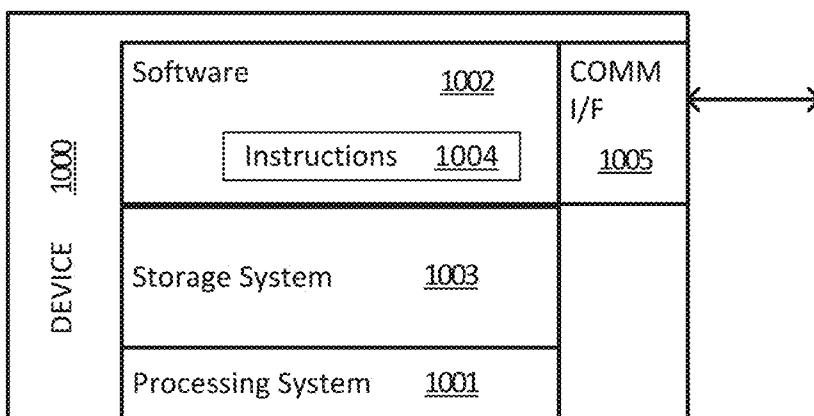 Software 1002
COMM
I/F
1005
Instructions 1004
DEVICE 1000
Storage System 1003
Processing System 1001